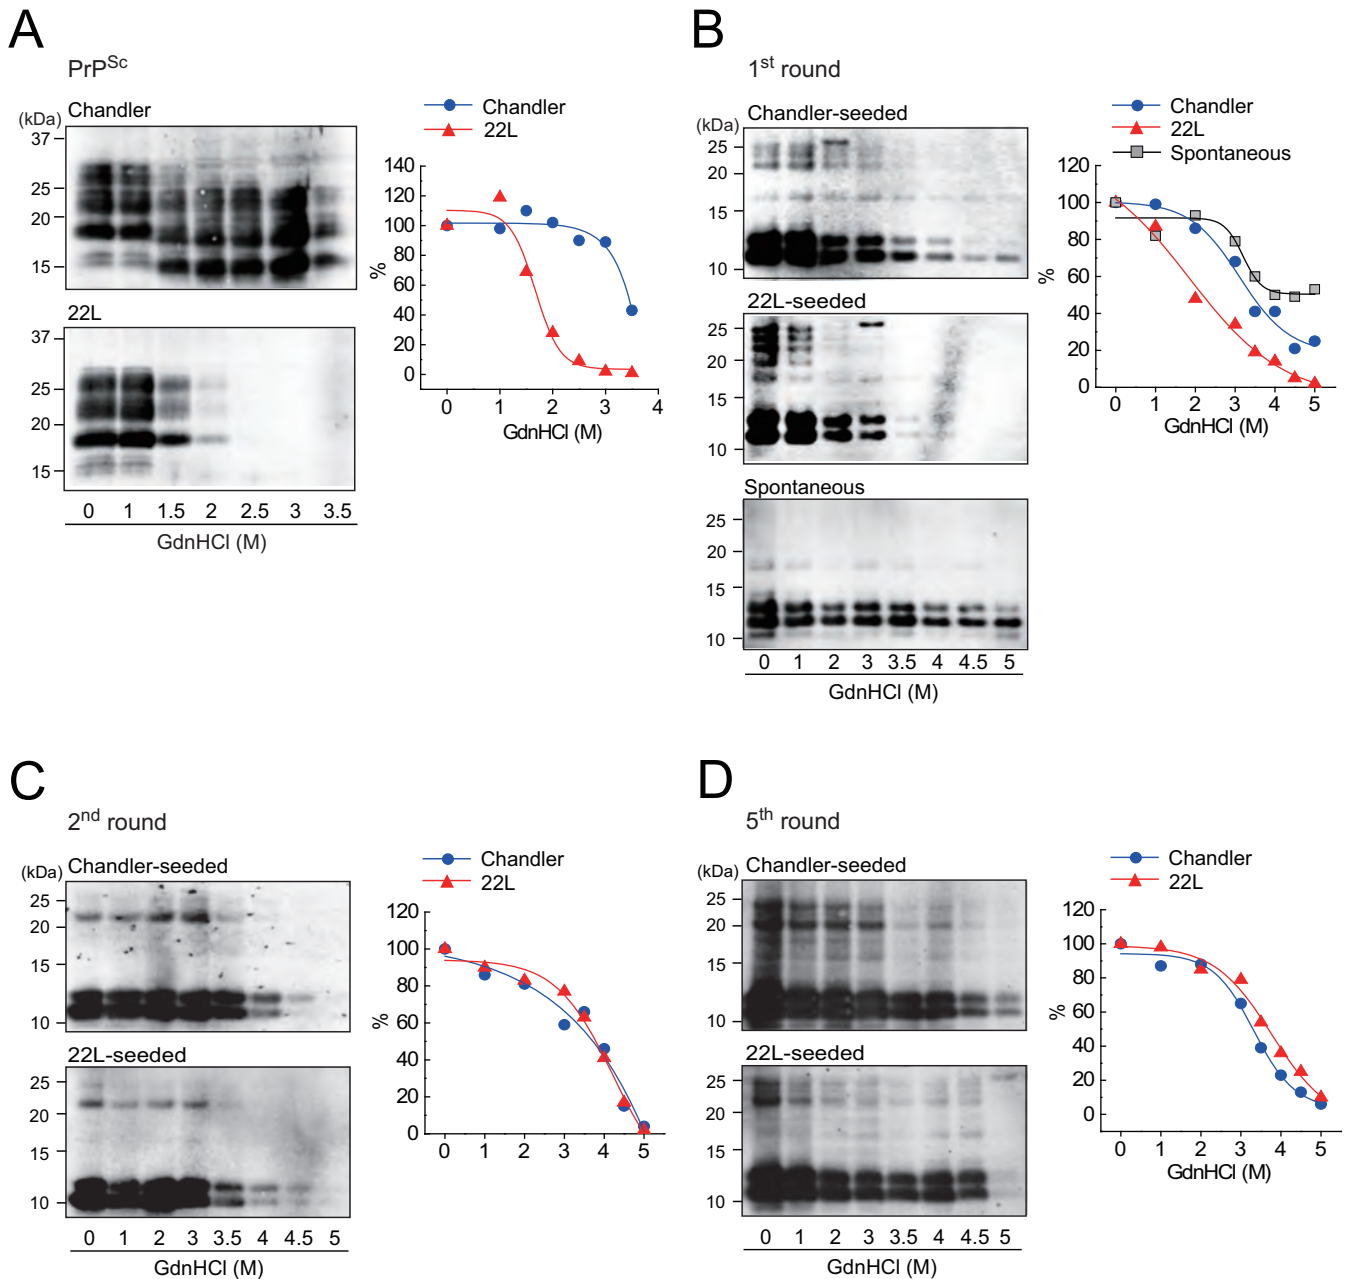 A
PrPSc
Chandler
(kDa)
37
25
20
15
22L
37
25
20
15
0 1 1.5 2 2.5 3 3.5
GdnHCl (M)
Chandler
22L
140
120
100
80
60
40
20
0
%
0 1 2 3 4
GdnHCl (M)
B
1st round
Chandler-seeded
(kDa)
25
20
15
10
22L-seeded
25
20
15
10
Spontaneous
25
20
15
10
0 1 2 3 3.5 4 4.5 5
GdnHCl (M)
Chandler
22L
Spontaneous
120
100
80
60
40
20
0
%
0 1 2 3 4 5
GdnHCl (M)
C
2nd round
Chandler-seeded
(kDa)
25
20
15
10
22L-seeded
25
20
15
10
0 1 2 3 3.5 4 4.5 5
GdnHCl (M)
Chandler
22L
120
100
80
60
40
20
0
%
0 1 2 3 4 5
GdnHCl (M)
D
5th round
Chandler-seeded
(kDa)
25
20
15
10
22L-seeded
25
20
15
10
0 1 2 3 3.5 4 4.5 5
GdnHCl (M)
Chandler
22L
120
100
80
60
40
20
0
%
0 1 2 3 4 5
GdnHCl (M)